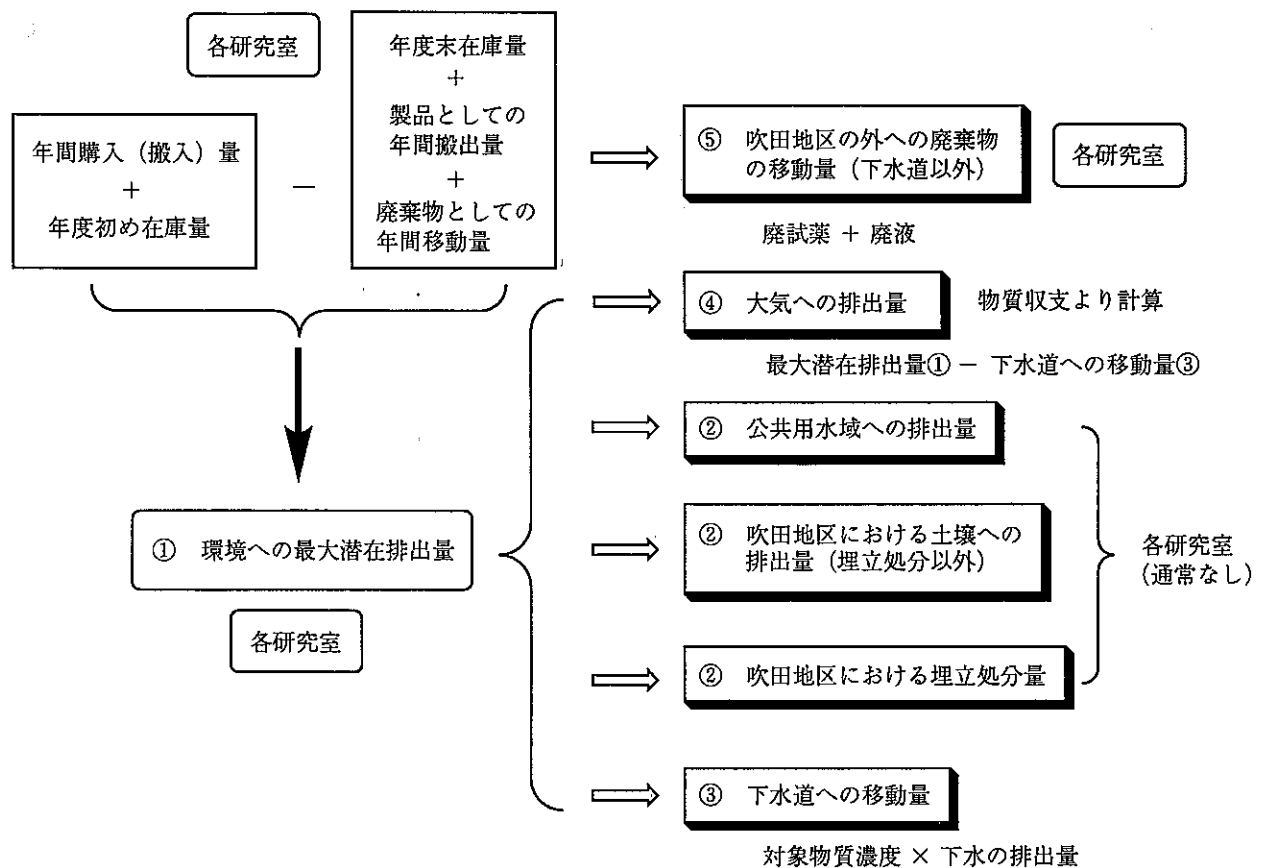 各研究室
年間購入（搬入）量
+
年度初め在庫量
−
年度末在庫量
+
製品としての
年間搬出量
+
廃棄物としての
年間移動量
⑤ 吹田地区の外への廃棄物
の移動量（下水道以外）
各研究室
廃試薬 + 廃液
④ 大気への排出量
物質収支より計算
最大潜在排出量① − 下水道への移動量③
② 公共用水域への排出量
② 吹田地区における土壌への
排出量（埋立処分以外）
② 吹田地区における埋立処分量
各研究室
（通常なし）
① 環境への最大潜在排出量
各研究室
③ 下水道への移動量
対象物質濃度 × 下水の排出量